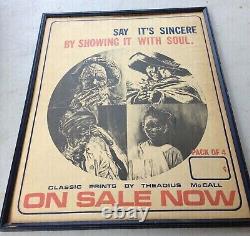 SAY IT'S SINCERE
BY SHOWING IT WITH SOUL.
PACK OF 4
¢
CLASSIC PRINTS BY THEADIUS McCALL
ON SALE NOW